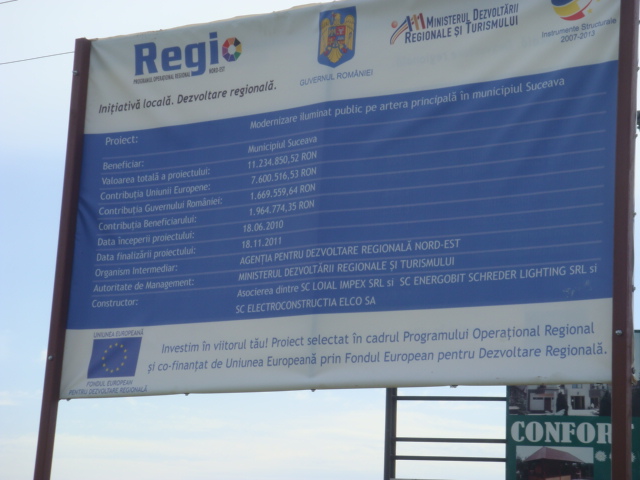 Regio
PROGRAMUL OPERAȚIONAL REGIONAL NORD-EST
Inițiativă locală. Dezvoltare regională.
GUVERNUL ROMÂNIEI
MINISTERUL DEZVOLTĂRII
REGIONALE ȘI TURISMULUI
Instrumente Structurale
2007-2013
Proiect: Modernizare iluminat public pe artera principală în municipiul Suceava
Beneficiar: Municipiul Suceava
Valoarea totală a proiectului: 11.234.850,52 RON
Contribuția Uniunii Europene: 7.600.516,53 RON
Contribuția Guvernului României: 1.669.559,64 RON
Contribuția Beneficiarului: 1.964.774,35 RON
Data începerii proiectului: 18.06.2010
Data finalizării proiectului: 18.11.2011
Organism Intermediar: AGENȚIA PENTRU DEZVOLTARE REGIONALĂ NORD-EST
Autoritate de Management: MINISTERUL DEZVOLTĂRII REGIONALE ȘI TURISMULUI
Constructor: Asocierea dintre SC LOIAL IMPEX SRL si SC ENERGOBIT SCHREDER LIGHTING SRL si
SC ELECTROCONSTRUCTIA ELCO SA
UNIUNEA EUROPEANĂ
FONDUL EUROPEAN
PENTRU DEZVOLTARE REGIONALĂ
Investim în viitorul tău! Proiect selectat în cadrul Programului Operațional Regional
și co-finanțat de Uniunea Europeană prin Fondul European pentru Dezvoltare Regională.
CONFOR